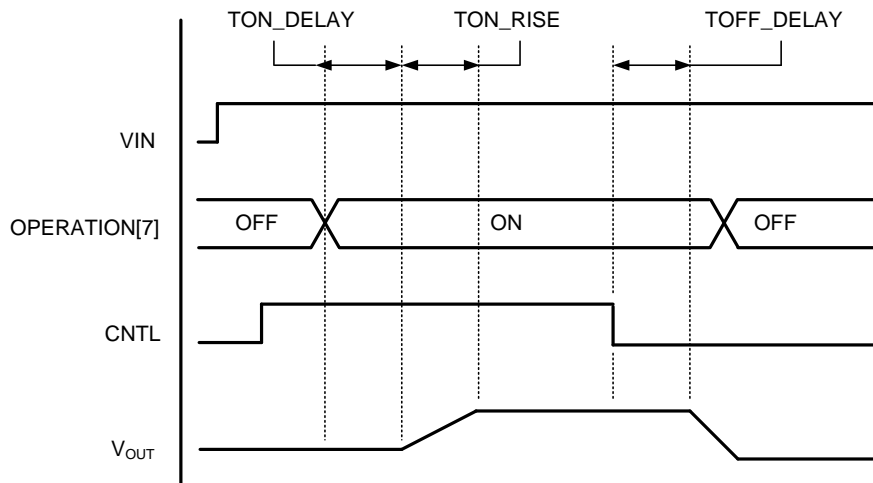 TON_DELAY TON_RISE TOFF_DELAY
VIN
OPERATION[7] OFF ON OFF
CNTL
VOUT